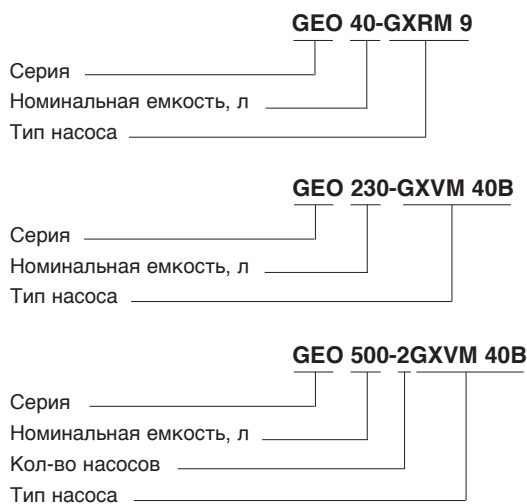 GEO 40-GXRM 9
Серия
Номинальная емкость, л
Тип насоса
GEO 230-GXVM 40B
Серия
Номинальная емкость, л
Тип насоса
GEO 500-2GXVM 40B
Серия
Номинальная емкость, л
Кол-во насосов
Тип насоса